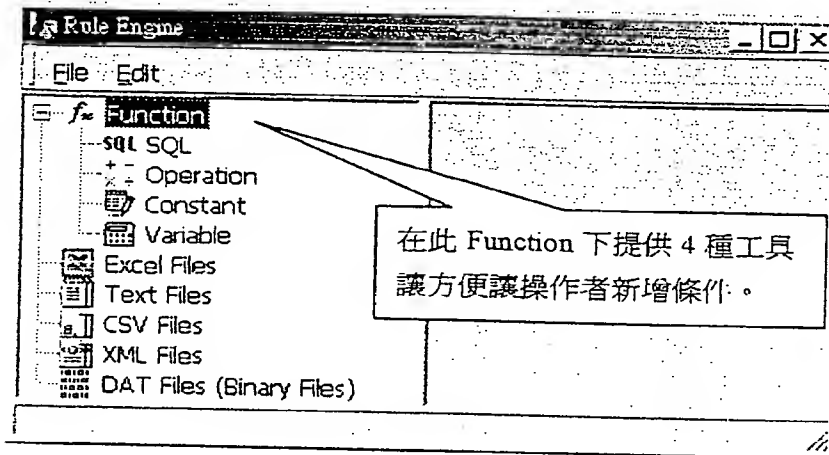 Rule Engine
File Edit
Function
SQL SQL
Operation
Constant
Variable
Excel Files
Text Files
CSV Files
XML Files
DAT Files (Binary Files)
在此 Function 下提供 4 種工具
讓方便讓操作者新增條件。